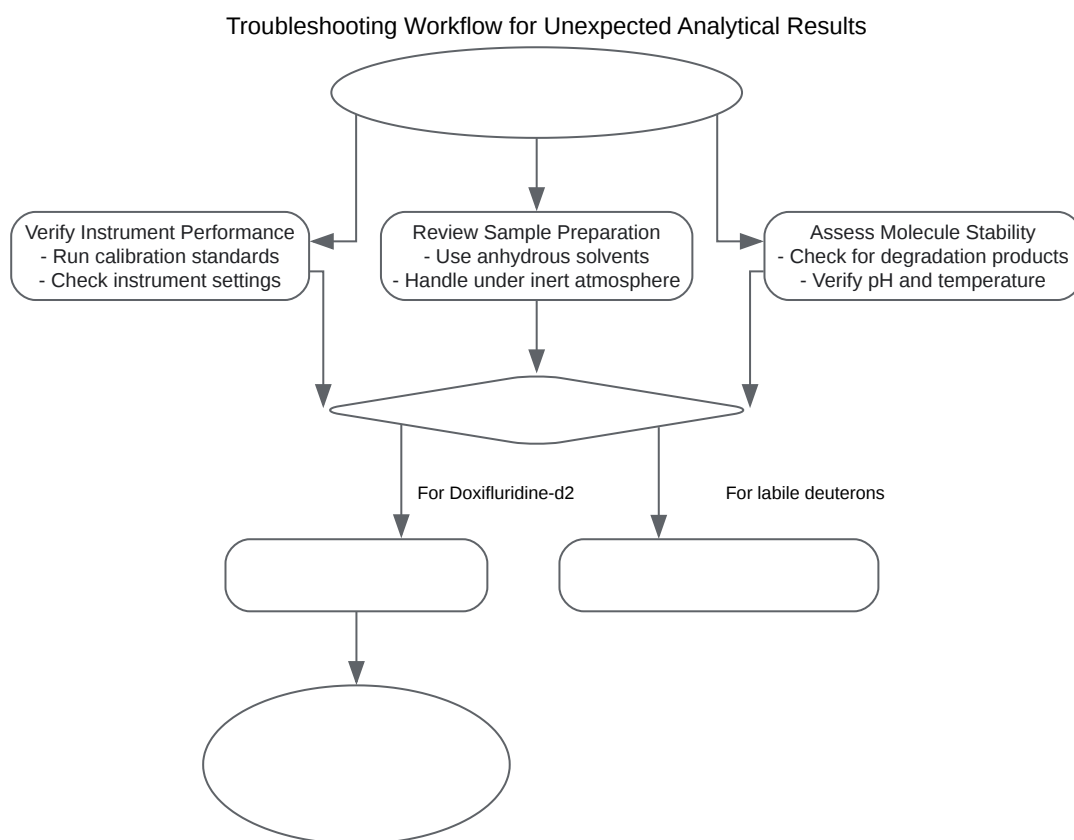 Troubleshooting Workflow for Unexpected Analytical Results
Verify Instrument Performance
- Run calibration standards
- Check instrument settings
Review Sample Preparation
- Use anhydrous solvents
- Handle under inert atmosphere
Assess Molecule Stability
- Check for degradation products
- Verify pH and temperature
For Doxifluridine-d2
For labile deuterons